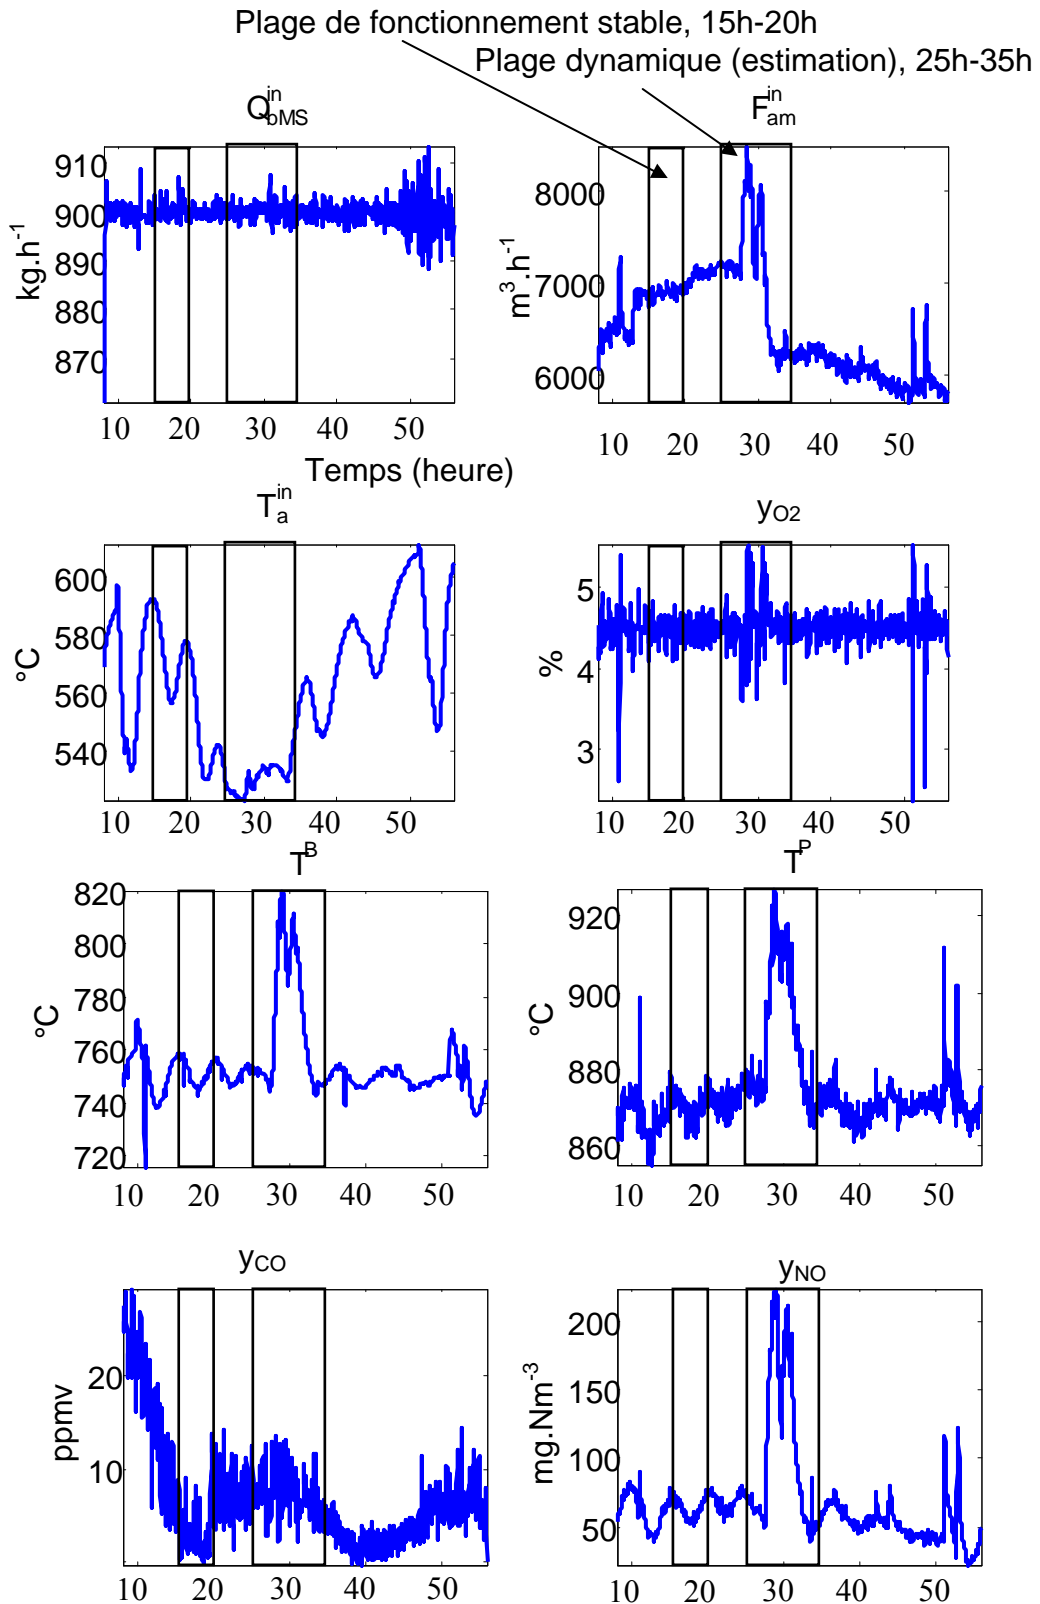 Plage de fonctionnement stable, 15h-20h
Plage dynamique (estimation), 25h-35h
Q^in_bMS
F^in_am
910
900
890
880
870
kg.h^-1
10 20 30 40 50
Temps (heure)
8000
7000
6000
m^3.h^-1
10 20 30 40 50
T^in_a
600
580
560
540
°C
10 20 30 40 50
y_O2
5
4
3
%
10 20 30 40 50
T^B
820
800
780
760
740
720
°C
10 20 30 40 50
T^P
920
900
880
860
°C
10 20 30 40 50
y_CO
20
10
ppmv
10 20 30 40 50
y_NO
200
150
100
50
mg.Nm^-3
10 20 30 40 50